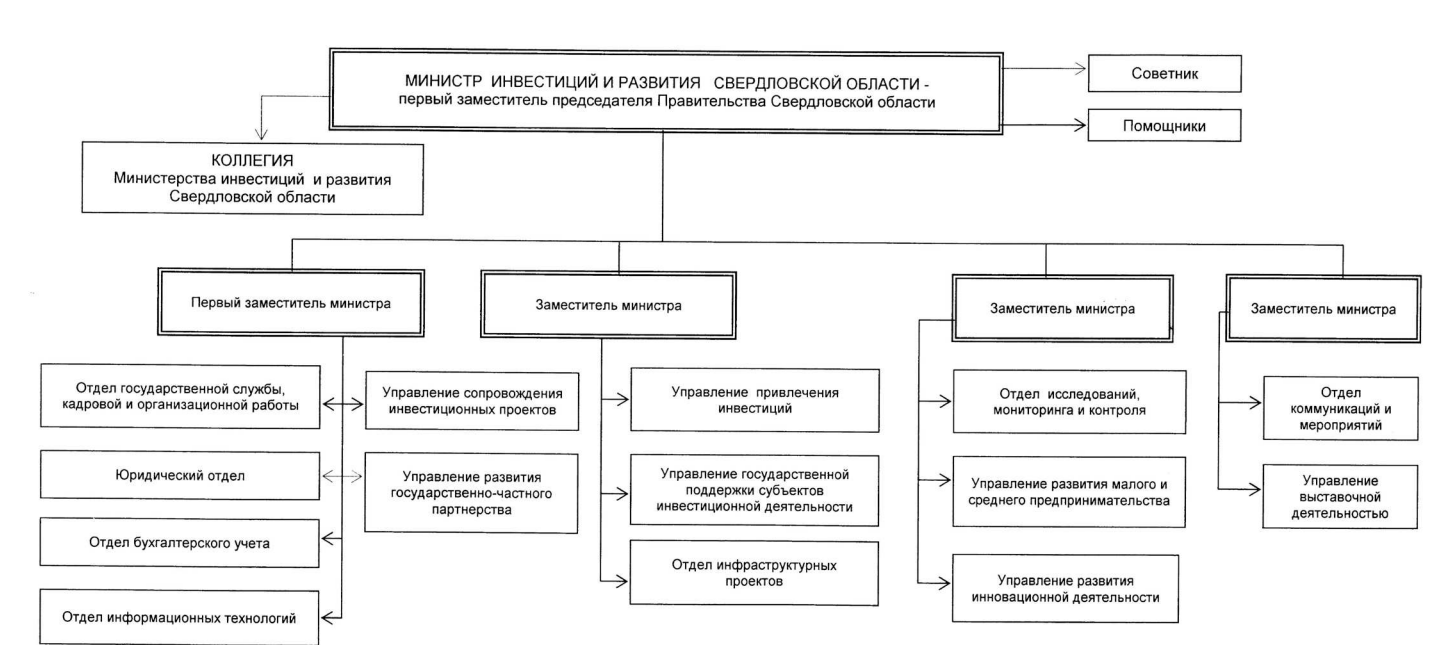 МИНИСТР ИНВЕСТИЦИЙ И РАЗВИТИЯ СВЕРДЛОВСКОЙ ОБЛАСТИ -
первый заместитель председателя Правительства Свердловской области
Советник
Помощники
КОЛЛЕГИЯ
Министерства инвестиций и развития
Свердловской области
Первый заместитель министра
Заместитель министра
Заместитель министра
Заместитель министра
Отдел государственной службы,
кадровой и организационной работы
Юридический отдел
Отдел бухгалтерского учета
Отдел информационных технологий
Управление сопровождения
инвестиционных проектов
Управление развития
государственно-частного
партнерства
Управление привлечения
инвестиций
Управление государственной
поддержки субъектов
инвестиционной деятельности
Отдел инфраструктурных
проектов
Отдел исследований,
мониторинга и контроля
Управление развития малого и
среднего предпринимательства
Управление развития
инновационной деятельности
Отдел
коммуникаций и
мероприятий
Управление
выставочной
деятельностью